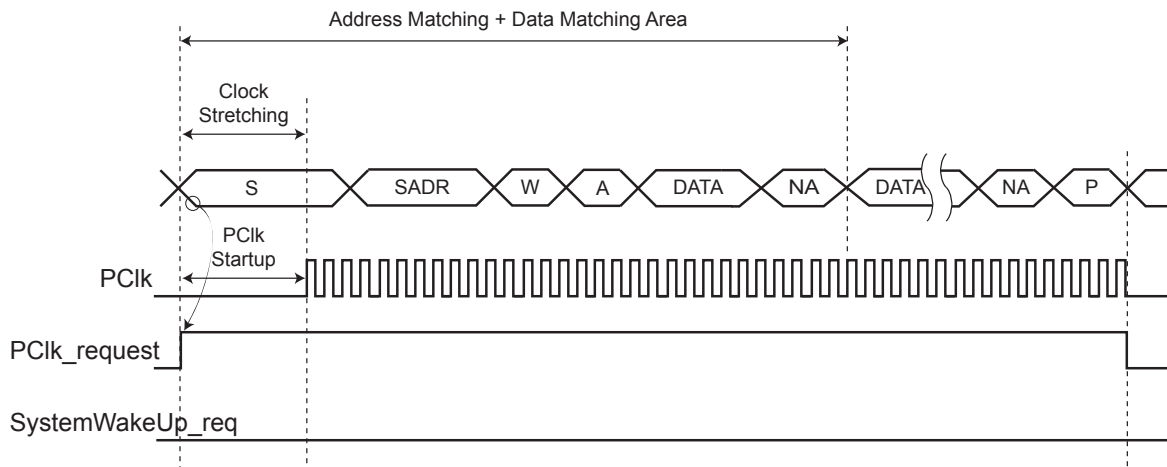 Address Matching + Data Matching Area
Clock
Stretching
S
SADR
W
A
DATA
NA
DATA
NA
P
PClk
Startup
PClk
PClk_request
SystemWakeUp_req